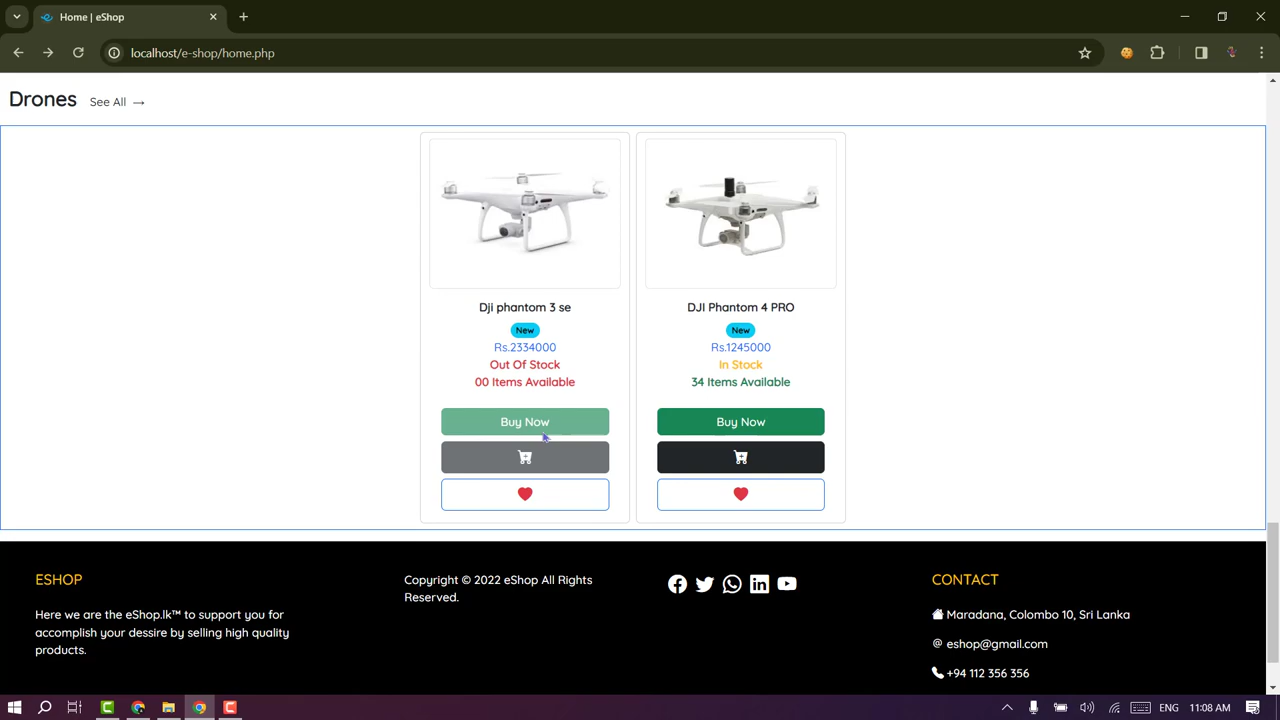 Home | eShop
localhost/e-shop/home.php
Drones See All →
Dji phantom 3 se
New
Rs.2334000
Out Of Stock
00 Items Available
Buy Now
DJI Phantom 4 PRO
New
Rs.1245000
In Stock
34 Items Available
Buy Now
ESHOP
Here we are the eShop.lk™ to support you for
accomplish your dessire by selling high quality
products.
Copyright © 2022 eShop All Rights
Reserved.
CONTACT
Maradana, Colombo 10, Sri Lanka
@ eshop@gmail.com
+94 112 356 356
ENG 11:08 AM